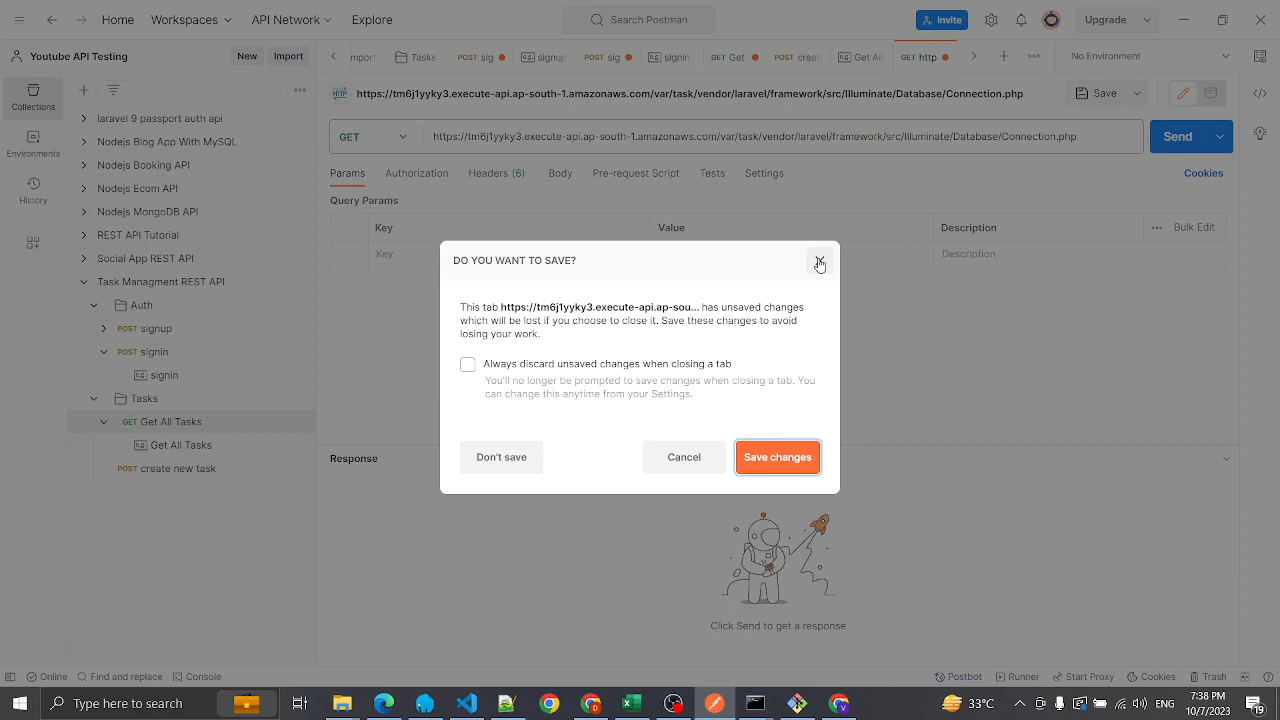 Home Workspaces API Network Explore Search Postman Invite Upgrade
Youtube API Testing New Import import Tasks POST sig signup POST sig signin GET Get POST creat Get Al GET http No Environment
https://tm6j1yyky3.execute-api.ap-south-1.amazonaws.com/var/task/vendor/laravel/framework/src/Illuminate/Database/Connection.php Save
Collections
Environments
History
laravel 9 passport auth api
Nodejs Blog App With MySQL
Nodejs Booking API
Nodejs Ecom API
Nodejs MongoDB API
REST API Tutorial
Social App REST API
Task Managment REST API
Auth
POST signup
POST signin
signin
Tasks
GET Get All Tasks
Get All Tasks
POST create new task
GET https://tm6j1yyky3.execute-api.ap-south-1.amazonaws.com/var/task/vendor/laravel/framework/src/Illuminate/Database/Connection.php Send
Params Authorization Headers (6) Body Pre-request Script Tests Settings Cookies
Query Params
Key Value Description Bulk Edit
Key Description
DO YOU WANT TO SAVE?
This tab https://tm6j1yyky3.execute-api.ap-sou... has unsaved changes
which will be lost if you choose to close it. Save these changes to avoid
losing your work.
Always discard unsaved changes when closing a tab
You'll no longer be prompted to save changes when closing a tab. You
can change this anytime from your Settings.
Don't save Cancel Save changes
Response
Click Send to get a response
Online Find and replace Console Postbot Runner Start Proxy Cookies Trash
Type here to search 33°C ENG 7:38 PM
10/7/2023 19